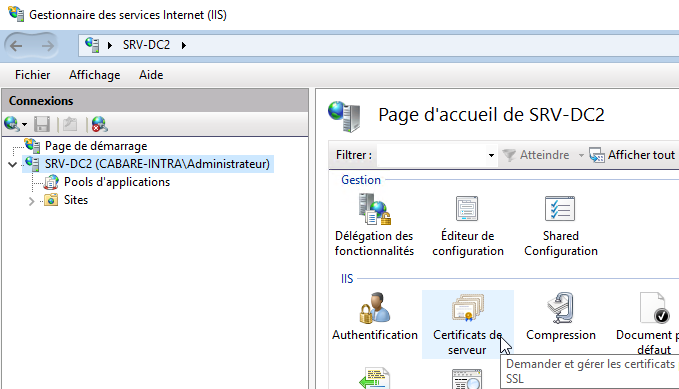 Gestionnaire des services Internet (IIS)
SRV-DC2
Fichier Affichage Aide
Connexions
Page de démarrage
SRV-DC2 (CABARE-INTRA\Administrateur)
Pools d'applications
Sites
Page d'accueil de SRV-DC2
Filtrer : Atteindre Afficher tout
Gestion
Délégation des
fonctionnalités
Éditeur de
configuration
Shared
Configuration
IIS
Authentification
Certificats de
serveur
Compression
Document p
défaut
Demander et gérer les certificats
SSL